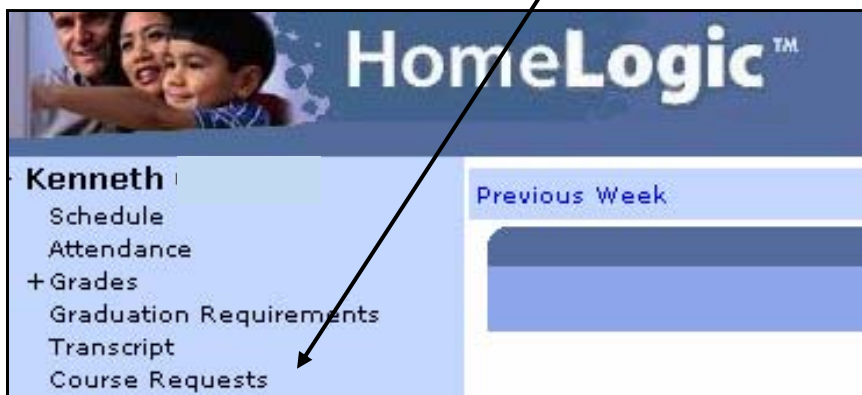 HomeLogic™
Kenneth
Previous Week
Schedule
Attendance
+Grades
Graduation Requirements
Transcript
Course Requests